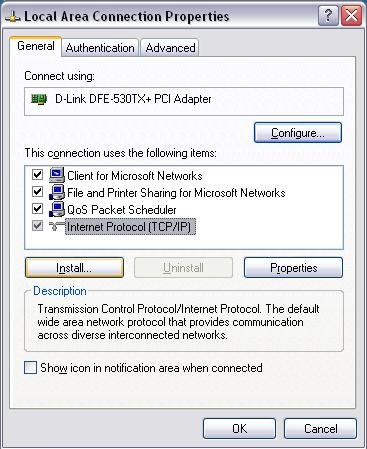 Local Area Connection Properties
General Authentication Advanced
Connect using:
D-Link DFE-530TX+ PCI Adapter
Configure...
This connection uses the following items:
Client for Microsoft Networks
File and Printer Sharing for Microsoft Networks
QoS Packet Scheduler
Internet Protocol (TCP/IP)
Install... Uninstall Properties
Description
Transmission Control Protocol/Internet Protocol. The default
wide area network protocol that provides communication
across diverse interconnected networks.
Show icon in notification area when connected
OK Cancel